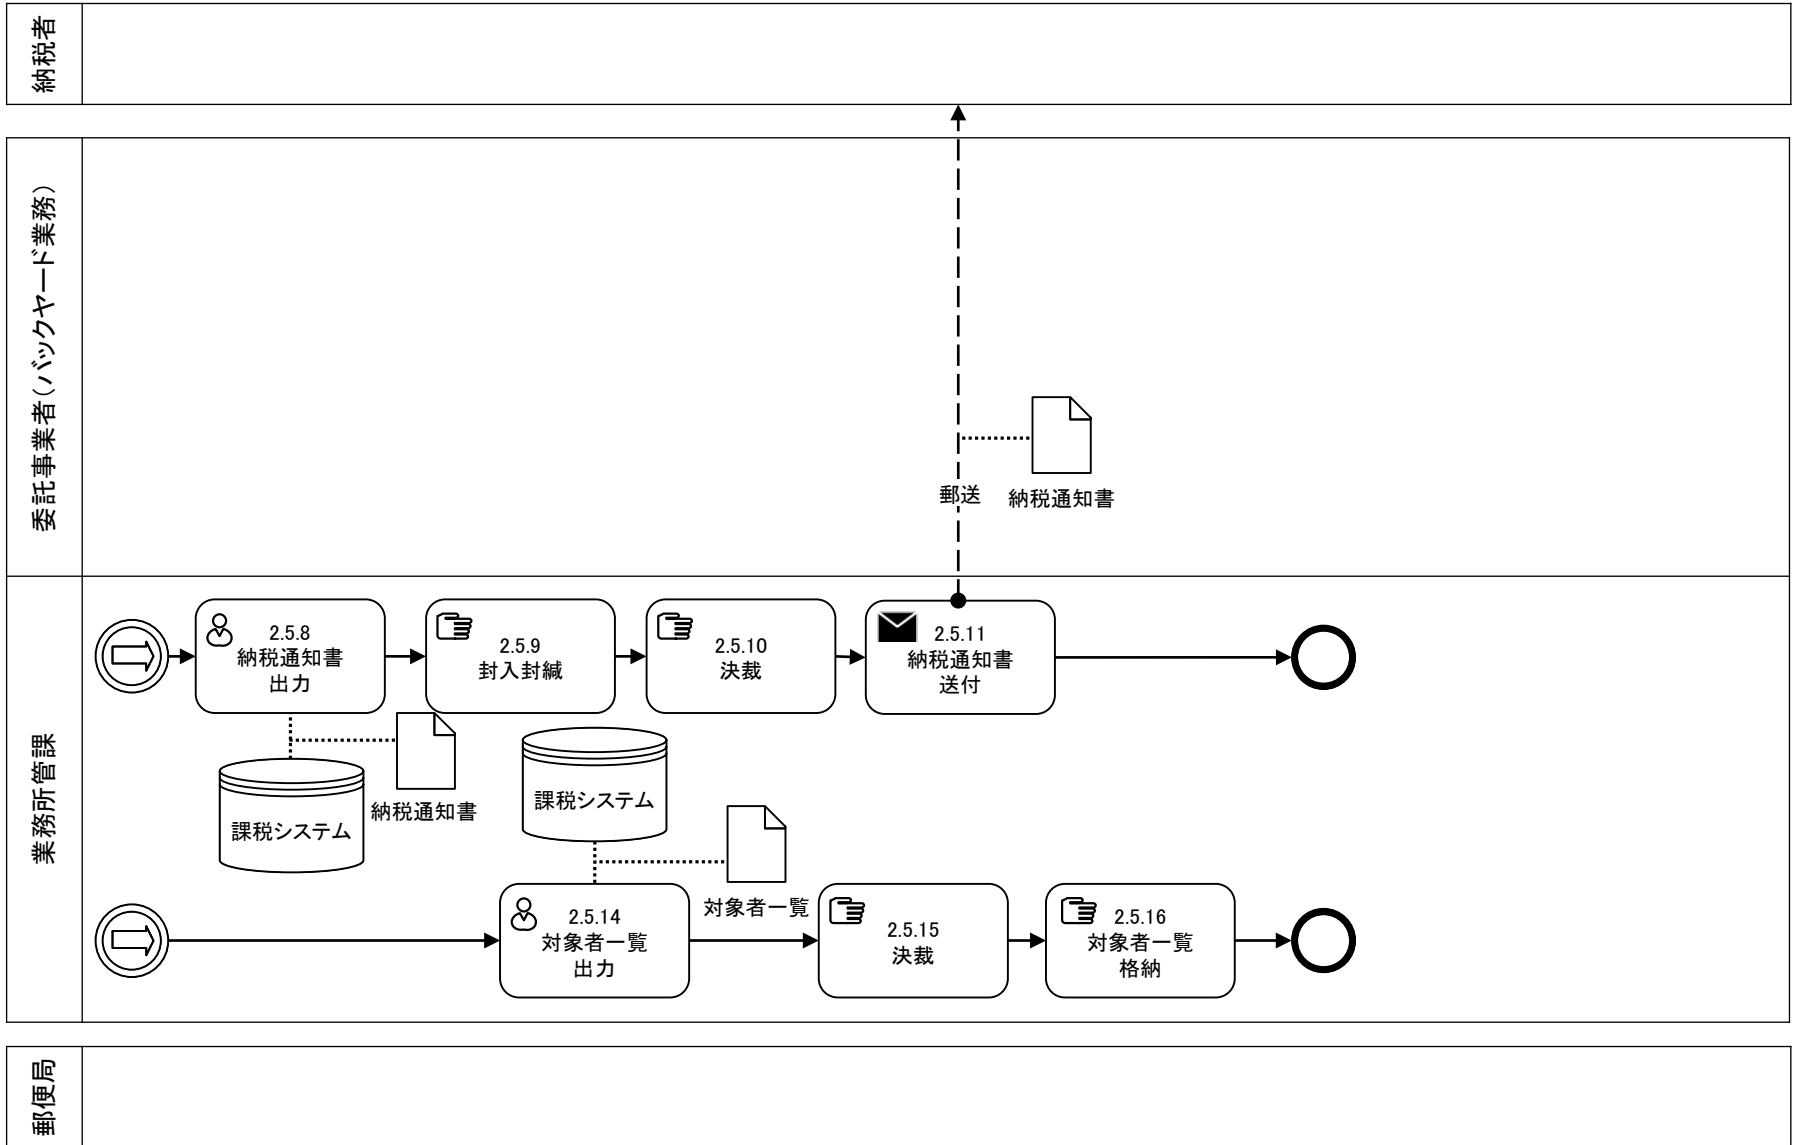 納税者
委託事業者(バックヤード業務)
郵送
納税通知書
業務所管課
2.5.8
納税通知書
出力
2.5.9
封入封緘
2.5.10
決裁
2.5.11
納税通知書
送付
課税システム
納税通知書
課税システム
対象者一覧
2.5.14
対象者一覧
出力
2.5.15
決裁
2.5.16
対象者一覧
格納
郵便局